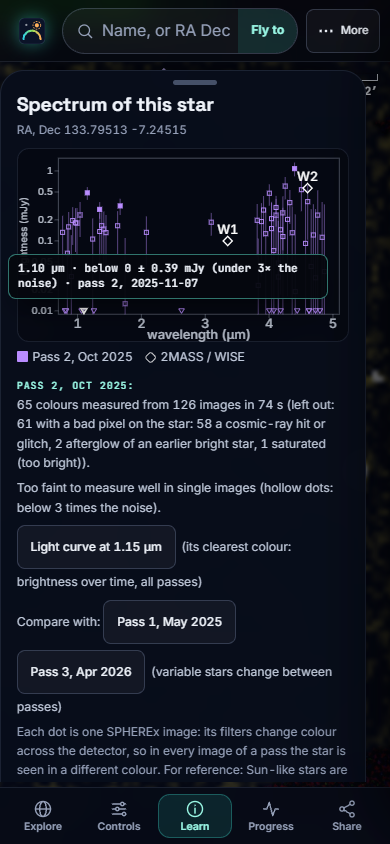 Name, or RA Dec
Fly to
··· More
2′
Spectrum of this star
RA, Dec 133.79513 -7.24515
1
0.5
0.2
0.1
0.01
W1
W2
1.10 µm · below 0 ± 0.39 mJy (under 3× the
noise) · pass 2, 2025-11-07
1 2 3 4 5
wavelength (µm)
Pass 2, Oct 2025 2MASS / WISE
PASS 2, OCT 2025:
65 colours measured from 126 images in 74 s (left out:
61 with a bad pixel on the star: 58 a cosmic-ray hit or
glitch, 2 afterglow of an earlier bright star, 1 saturated
(too bright)).
Too faint to measure well in single images (hollow dots:
below 3 times the noise).
Light curve at 1.15 µm (its clearest colour:
brightness over time, all passes)
Compare with: Pass 1, May 2025
Pass 3, Apr 2026 (variable stars change between
passes)
Each dot is one SPHEREx image: its filters change colour
across the detector, so in every image of a pass the star is
seen in a different colour. For reference: Sun-like stars are
Explore Controls Learn Progress Share